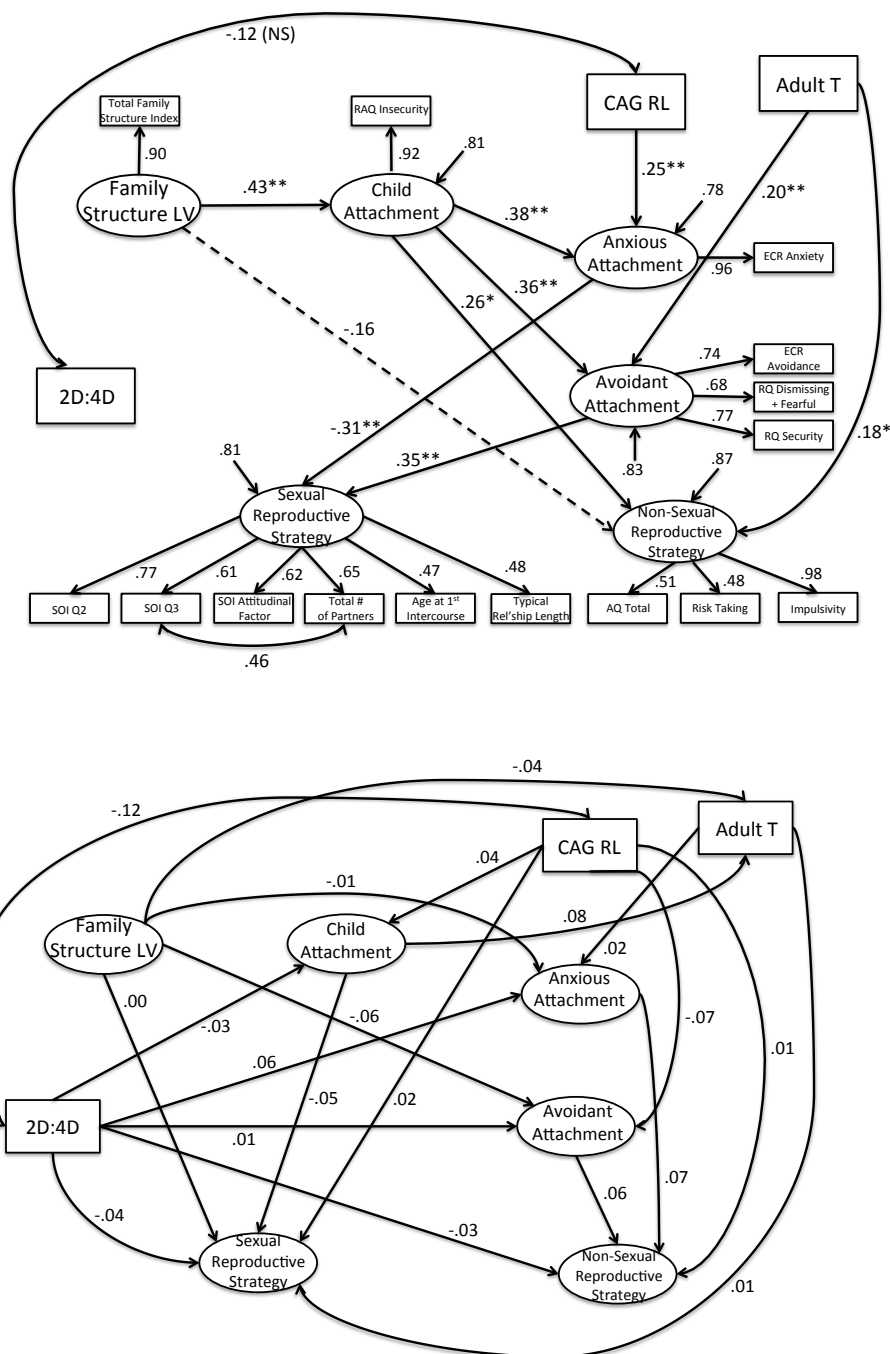 -.12 (NS)
Total Family
Structure Index
RAQ Insecurity
CAG RL
Adult T
.90
.92
.81
Family
Structure LV
.43**
Child
Attachment
.25**
.78
.20**
.38**
Anxious
Attachment
.96
ECR Anxiety
.36**
.26*
-.16
2D:4D
Avoidant
Attachment
.74
ECR
Avoidance
.68
RQ Dismissing
+ Fearful
.77
RQ Security
-.31**
.18*
.81
.35**
.83
.87
Sexual
Reproductive
Strategy
Non-Sexual
Reproductive
Strategy
.77
.61
.62
.65
.47
.48
.51
.48
.98
SOI Q2
SOI Q3
SOI Attitudinal
Factor
Total #
of Partners
Age at 1st
Intercourse
Typical
Rel'ship Length
AQ Total
Risk Taking
Impulsivity
.46
-.04
-.12
CAG RL
Adult T
.04
-.01
Family
Structure LV
Child
Attachment
.08
.02
Anxious
Attachment
.00
-.03
-.06
-.07
.06
.01
-.05
.02
2D:4D
Avoidant
Attachment
.01
.07
.06
-.04
-.03
Sexual
Reproductive
Strategy
Non-Sexual
Reproductive
Strategy
.01